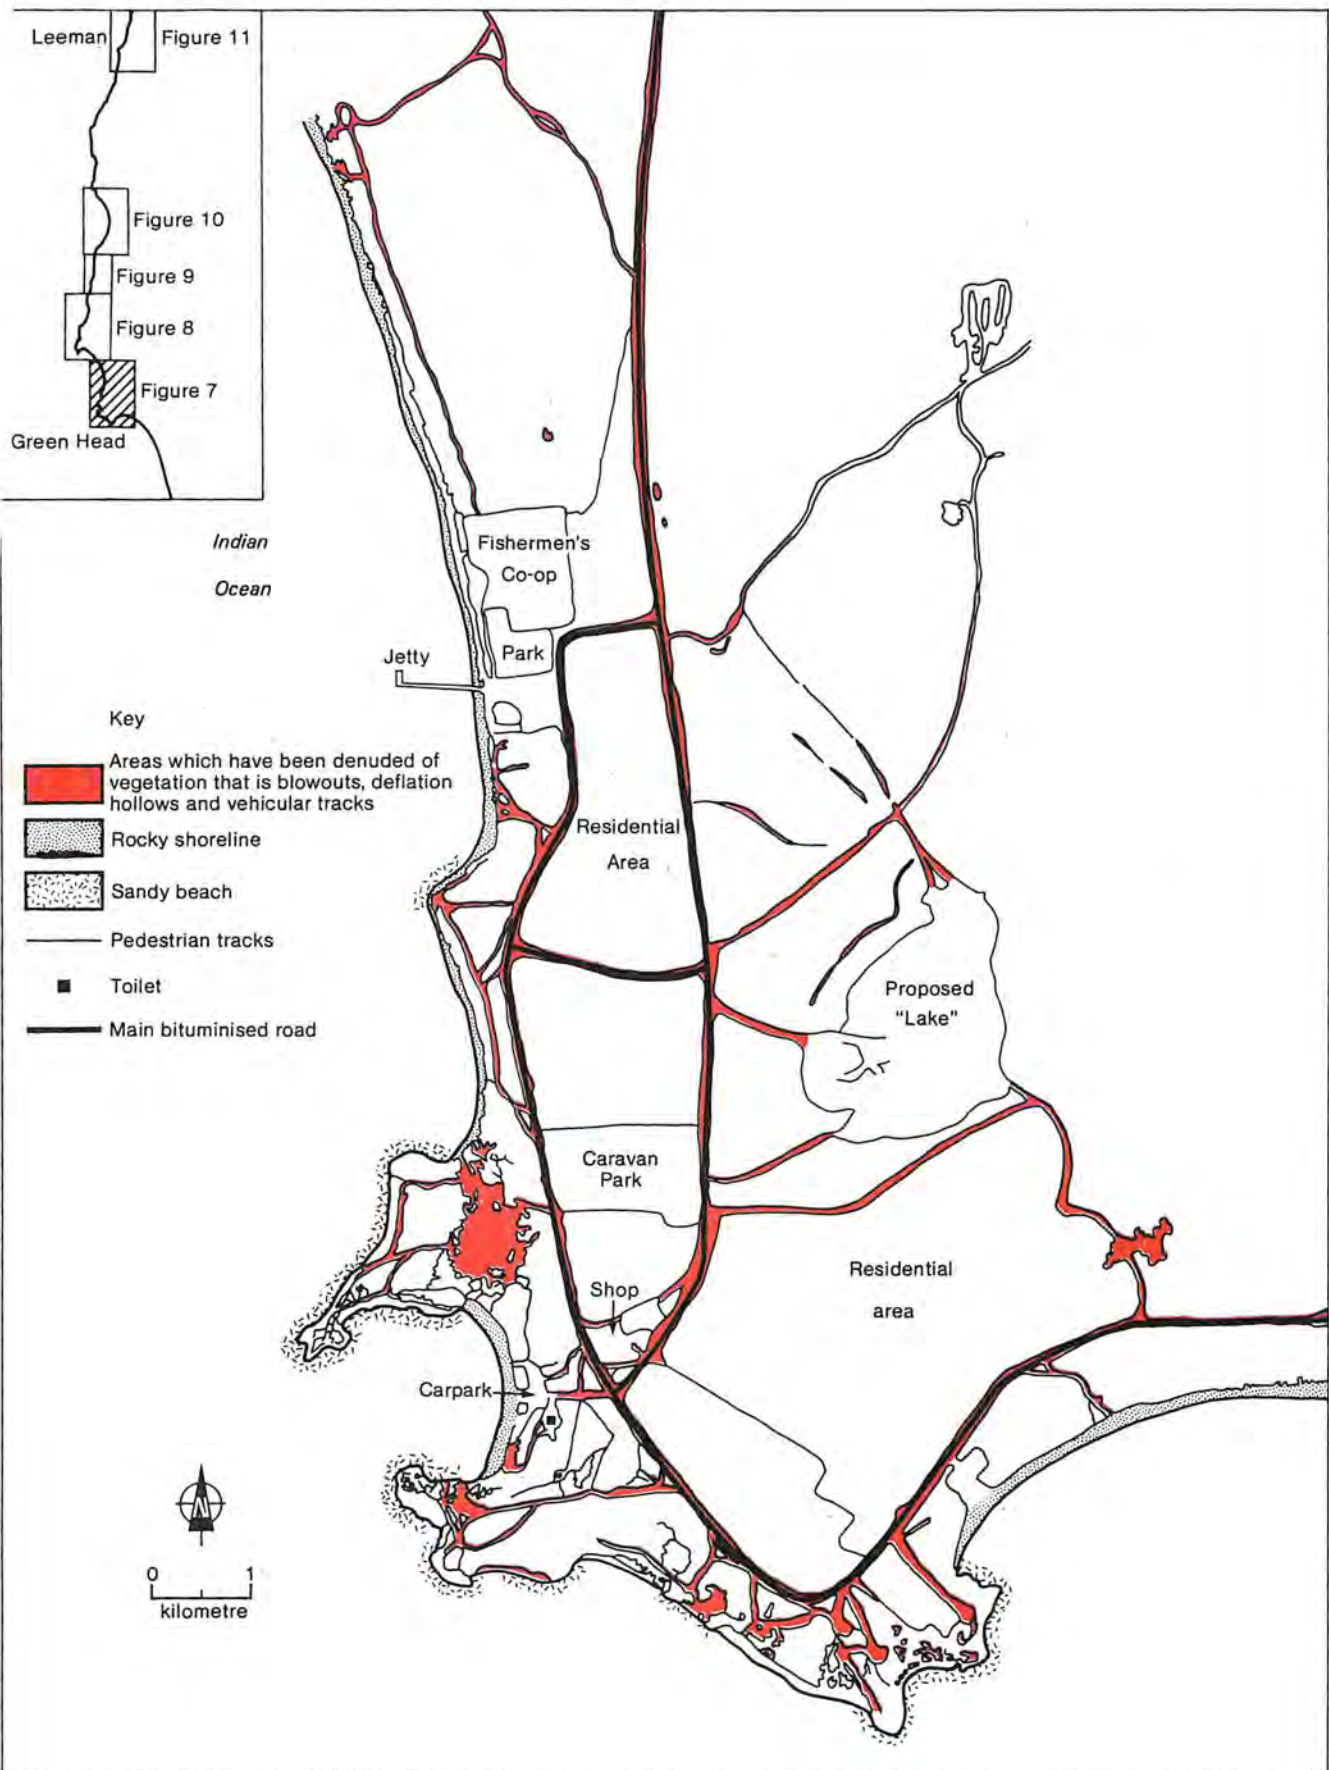 Leeman
Figure 11
Figure 10
Figure 9
Figure 8
Figure 7
Green Head
Indian
Ocean
Fishermen's
Co-op
Park
Jetty
Key
Areas which have been denuded of
vegetation that is blowouts, deflation
hollows and vehicular tracks
Rocky shoreline
Sandy beach
Pedestrian tracks
Toilet
Main bituminised road
Residential
Area
Proposed
"Lake"
Caravan
Park
Residential
area
Shop
Carpark
N
0 1
kilometre